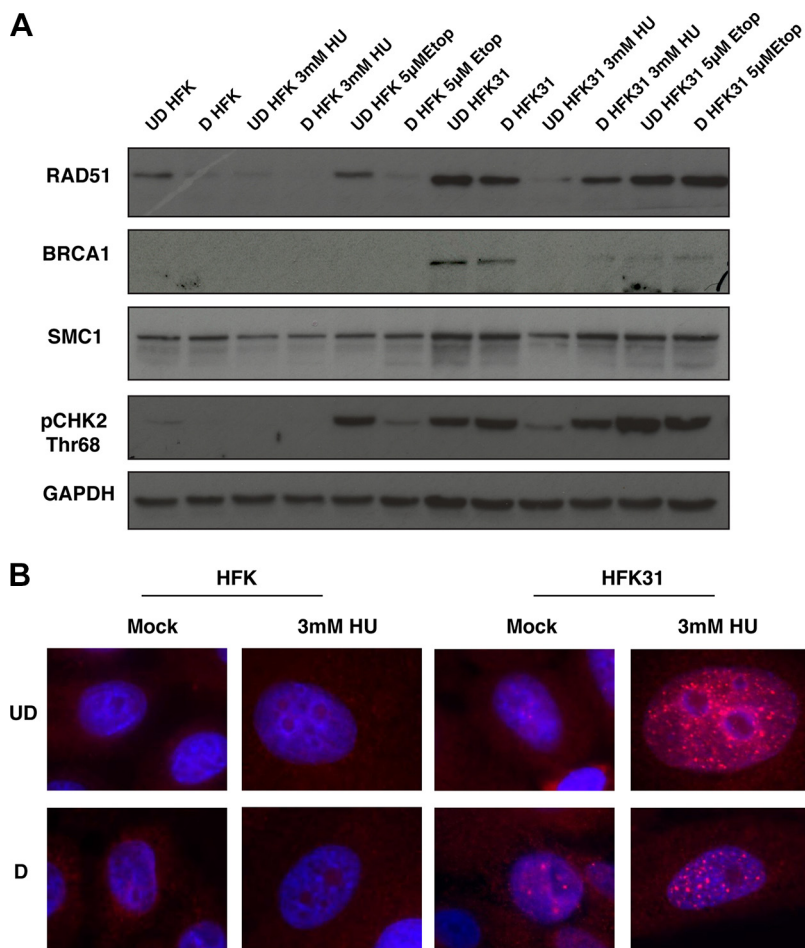 A
UD HFK
D HFK
UD HFK 3mM HU
D HFK 3mM HU
UD HFK 5µMEtop
D HFK 5µM Etop
UD HFK31
D HFK31
UD HFK31 3mM HU
D HFK31 3mM HU
UD HFK31 5µM Etop
D HFK31 5µMEtop
RAD51
BRCA1
SMC1
pCHK2
Thr68
GAPDH
B
HFK HFK31
Mock 3mM HU Mock 3mM HU
UD
D